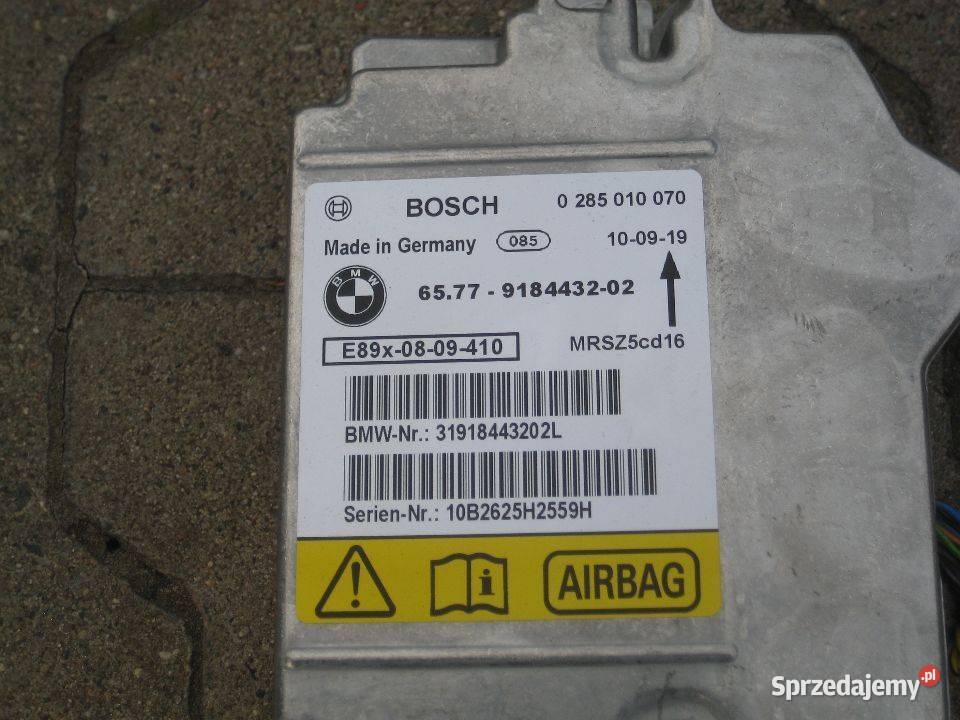 BOSCH 0 285 010 070
Made in Germany 085 10-09-19
BMW
65.77 - 9184432-02
E89x-08-09-410 MRSZ5cd16
BMW-Nr.: 31918443202L
Serien-Nr.: 10B2625H2559H
AIRBAG
Sprzedajemy.pl